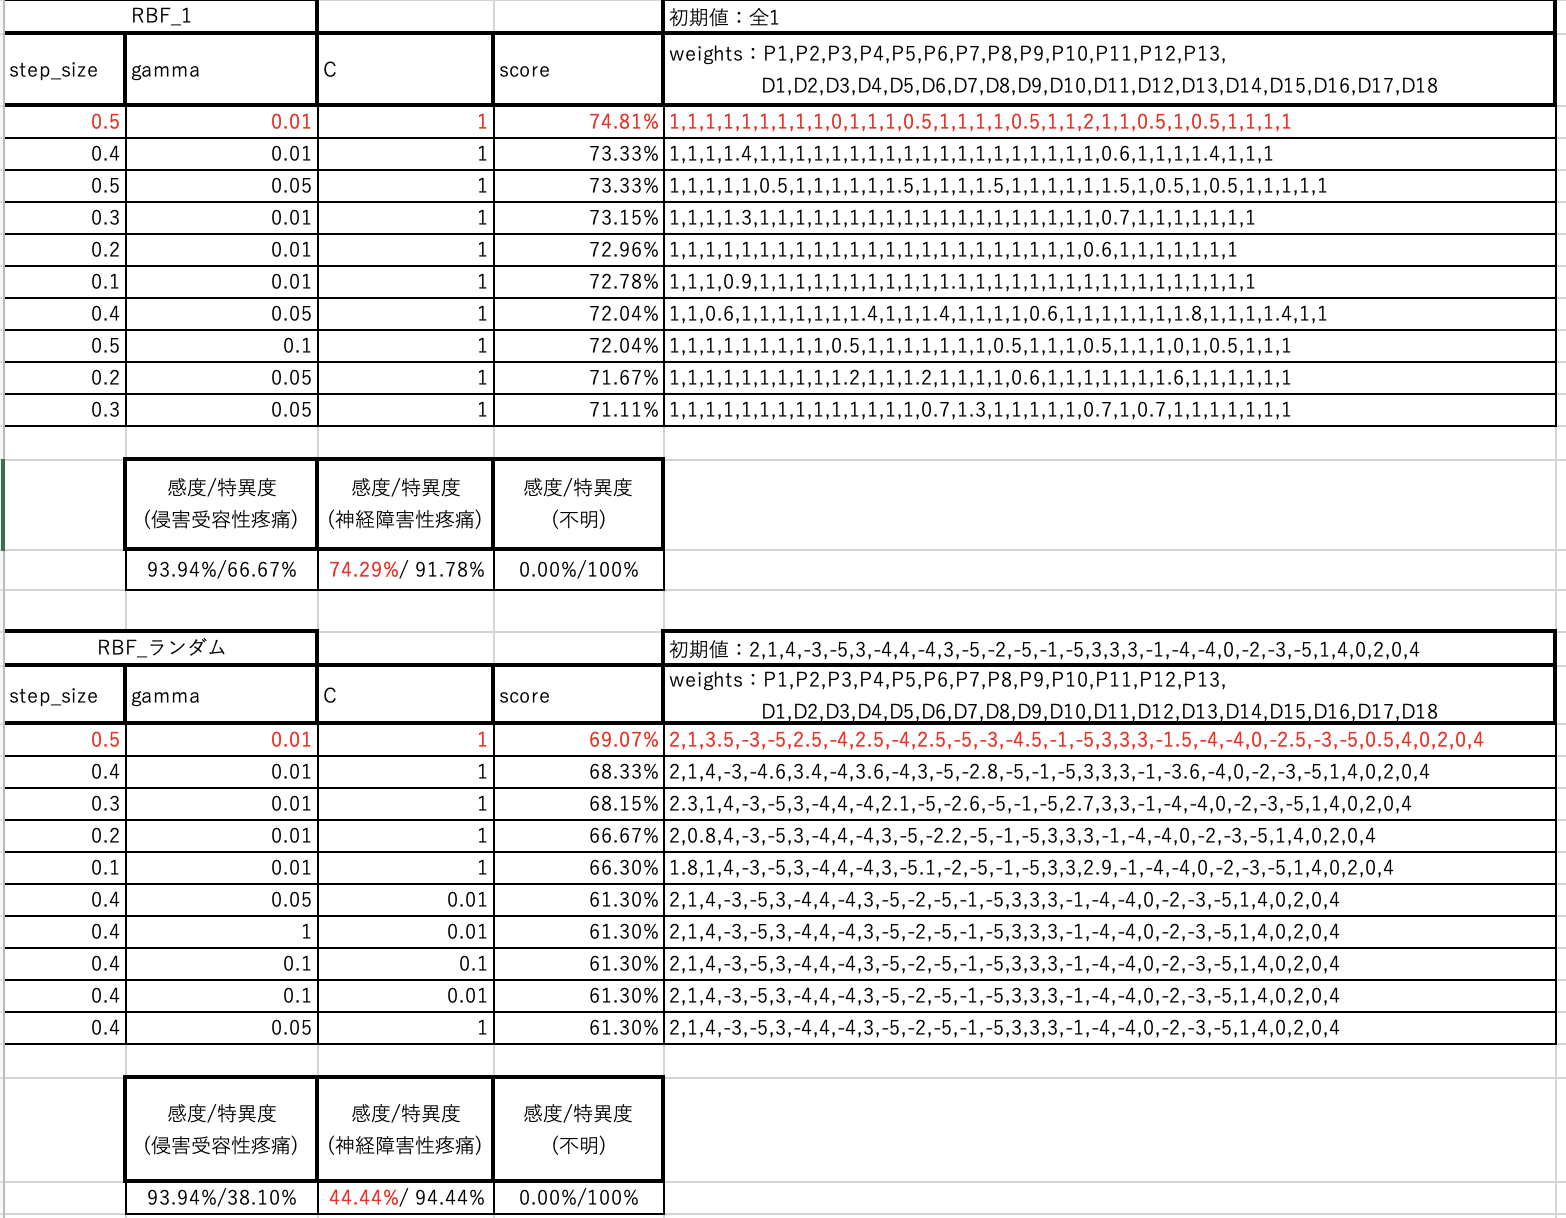 RBF_1 初期値：全1
step_size gamma C score weights：P1,P2,P3,P4,P5,P6,P7,P8,P9,P10,P11,P12,P13,
D1,D2,D3,D4,D5,D6,D7,D8,D9,D10,D11,D12,D13,D14,D15,D16,D17,D18
0.5 0.01 1 74.81% 1,1,1,1,1,1,1,1,1,0,1,1,1,0.5,1,1,1,1,0.5,1,1,2,1,1,0.5,1,0.5,1,1,1,1
0.4 0.01 1 73.33% 1,1,1,1.4,1,1,1,1,1,1,1,1,1,1,1,1,1,1,1,1,1,1,1,0.6,1,1,1,1.4,1,1,1
0.5 0.05 1 73.33% 1,1,1,1,1,0.5,1,1,1,1,1,1.5,1,1,1,1.5,1,1,1,1,1,1.5,1,0.5,1,0.5,1,1,1,1,1
0.3 0.01 1 73.15% 1,1,1,1.3,1,1,1,1,1,1,1,1,1,1,1,1,1,1,1,1,1,1,1,0.7,1,1,1,1,1,1,1
0.2 0.01 1 72.96% 1,1,1,1,1,1,1,1,1,1,1,1,1,1,1,1,1,1,1,1,1,1,1,0.6,1,1,1,1,1,1,1
0.1 0.01 1 72.78% 1,1,1,0.9,1,1,1,1,1,1,1,1,1,1,1,1,1,1,1,1,1,1,1,1,1,1,1,1,1,1,1
0.4 0.05 1 72.04% 1,1,0.6,1,1,1,1,1,1,1.4,1,1,1.4,1,1,1,1,0.6,1,1,1,1,1,1,1.8,1,1,1,1.4,1,1
0.5 0.1 1 72.04% 1,1,1,1,1,1,1,1,1,0.5,1,1,1,1,1,1,1,0.5,1,1,1,0.5,1,1,1,0,1,0.5,1,1,1
0.2 0.05 1 71.67% 1,1,1,1,1,1,1,1,1,1.2,1,1,1.2,1,1,1,1,0.6,1,1,1,1,1,1,1.6,1,1,1,1,1,1
0.3 0.05 1 71.11% 1,1,1,1,1,1,1,1,1,1,1,1,1,1,0.7,1.3,1,1,1,1,1,0.7,1,0.7,1,1,1,1,1,1,1
感度/特異度 感度/特異度 感度/特異度
(侵害受容性疼痛) (神経障害性疼痛) (不明)
93.94%/66.67% 74.29%/ 91.78% 0.00%/100%
RBF_ランダム 初期値：2,1,4,-3,-5,3,-4,4,-4,3,-5,-2,-5,-1,-5,3,3,3,-1,-4,-4,0,-2,-3,-5,1,4,0,2,0,4
step_size gamma C score weights：P1,P2,P3,P4,P5,P6,P7,P8,P9,P10,P11,P12,P13,
D1,D2,D3,D4,D5,D6,D7,D8,D9,D10,D11,D12,D13,D14,D15,D16,D17,D18
0.5 0.01 1 69.07% 2,1,3.5,-3,-5,2.5,-4,2.5,-4,2.5,-5,-3,-4.5,-1,-5,3,3,3,-1.5,-4,-4,0,-2.5,-3,-5,0.5,4,0,2,0,4
0.4 0.01 1 68.33% 2,1,4,-3,-4.6,3.4,-4,3.6,-4,3,-5,-2.8,-5,-1,-5,3,3,3,-1,-3.6,-4,0,-2,-3,-5,1,4,0,2,0,4
0.3 0.01 1 68.15% 2.3,1,4,-3,-5,3,-4,4,-4,2.1,-5,-2.6,-5,-1,-5,2.7,3,3,-1,-4,-4,0,-2,-3,-5,1,4,0,2,0,4
0.2 0.01 1 66.67% 2,0.8,4,-3,-5,3,-4,4,-4,3,-5,-2.2,-5,-1,-5,3,3,3,-1,-4,-4,0,-2,-3,-5,1,4,0,2,0,4
0.1 0.01 1 66.30% 1.8,1,4,-3,-5,3,-4,4,-4,3,-5.1,-2,-5,-1,-5,3,3,2.9,-1,-4,-4,0,-2,-3,-5,1,4,0,2,0,4
0.4 0.05 0.01 61.30% 2,1,4,-3,-5,3,-4,4,-4,3,-5,-2,-5,-1,-5,3,3,3,-1,-4,-4,0,-2,-3,-5,1,4,0,2,0,4
0.4 1 0.01 61.30% 2,1,4,-3,-5,3,-4,4,-4,3,-5,-2,-5,-1,-5,3,3,3,-1,-4,-4,0,-2,-3,-5,1,4,0,2,0,4
0.4 0.1 0.1 61.30% 2,1,4,-3,-5,3,-4,4,-4,3,-5,-2,-5,-1,-5,3,3,3,-1,-4,-4,0,-2,-3,-5,1,4,0,2,0,4
0.4 0.1 0.01 61.30% 2,1,4,-3,-5,3,-4,4,-4,3,-5,-2,-5,-1,-5,3,3,3,-1,-4,-4,0,-2,-3,-5,1,4,0,2,0,4
0.4 0.05 1 61.30% 2,1,4,-3,-5,3,-4,4,-4,3,-5,-2,-5,-1,-5,3,3,3,-1,-4,-4,0,-2,-3,-5,1,4,0,2,0,4
感度/特異度 感度/特異度 感度/特異度
(侵害受容性疼痛) (神経障害性疼痛) (不明)
93.94%/38.10% 44.44%/ 94.44% 0.00%/100%